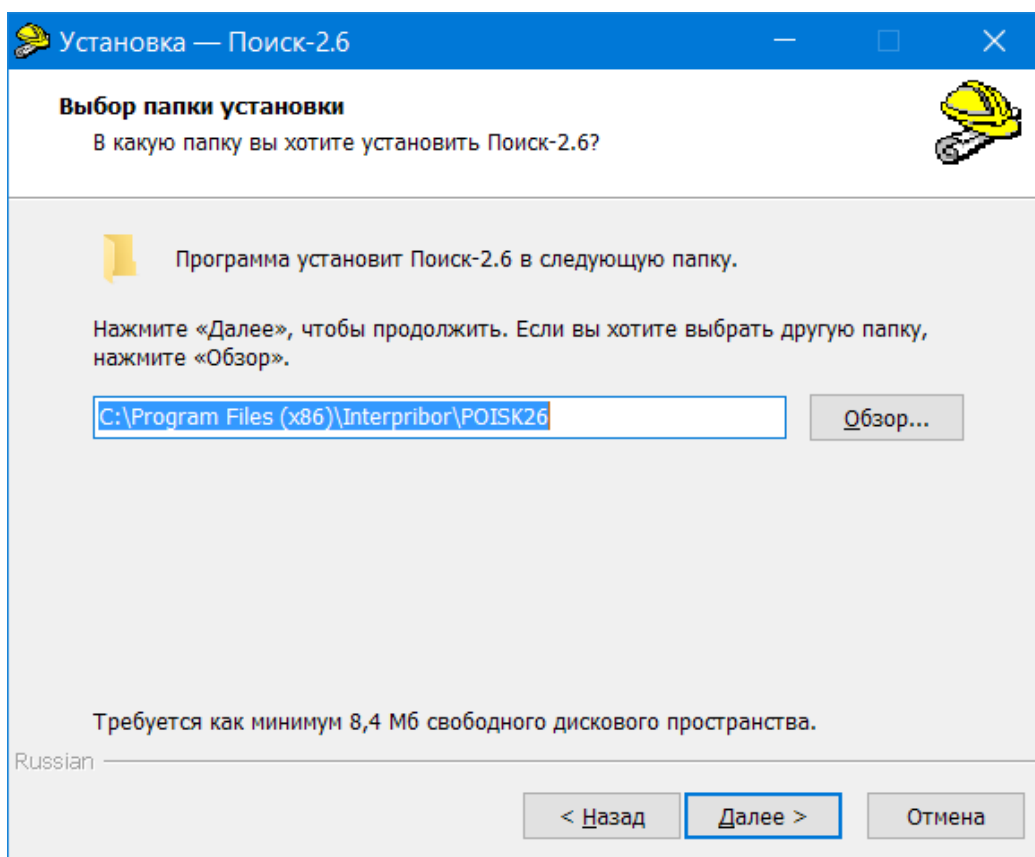 Установка — Поиск-2.6
Выбор папки установки
В какую папку вы хотите установить Поиск-2.6?
Программа установит Поиск-2.6 в следующую папку.
Нажмите «Далее», чтобы продолжить. Если вы хотите выбрать другую папку,
нажмите «Обзор».
C:\Program Files (x86)\Interpribor\POISK26
Обзор...
Требуется как минимум 8,4 Мб свободного дискового пространства.
Russian
< Назад
Далее >
Отмена